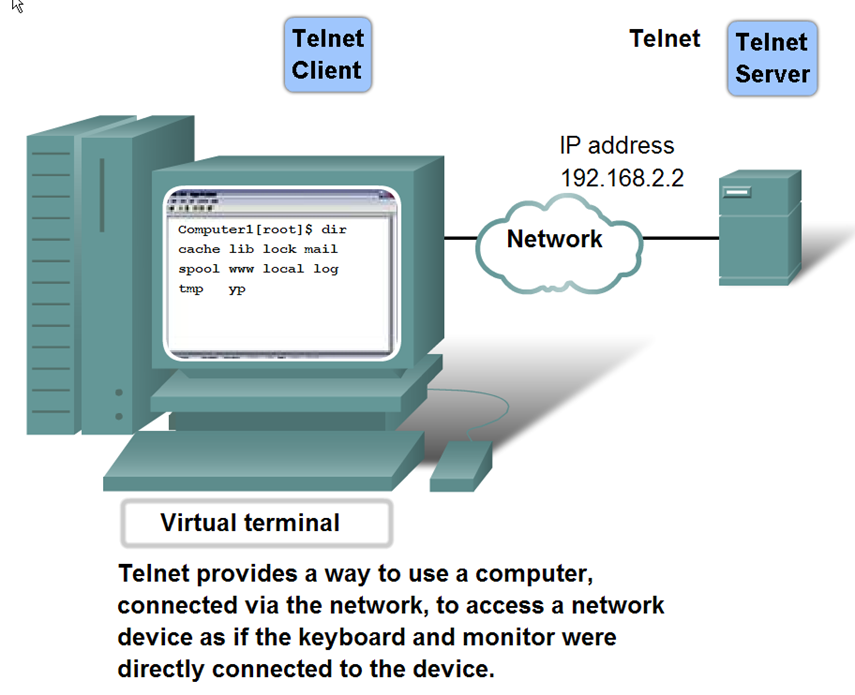 Telnet
Client
Telnet
Telnet
Server
IP address
192.168.2.2
Computer1[root]$ dir
cache lib lock mail
spool www local log
tmp   yp
Network
Virtual terminal
Telnet provides a way to use a computer,
connected via the network, to access a network
device as if the keyboard and monitor were
directly connected to the device.